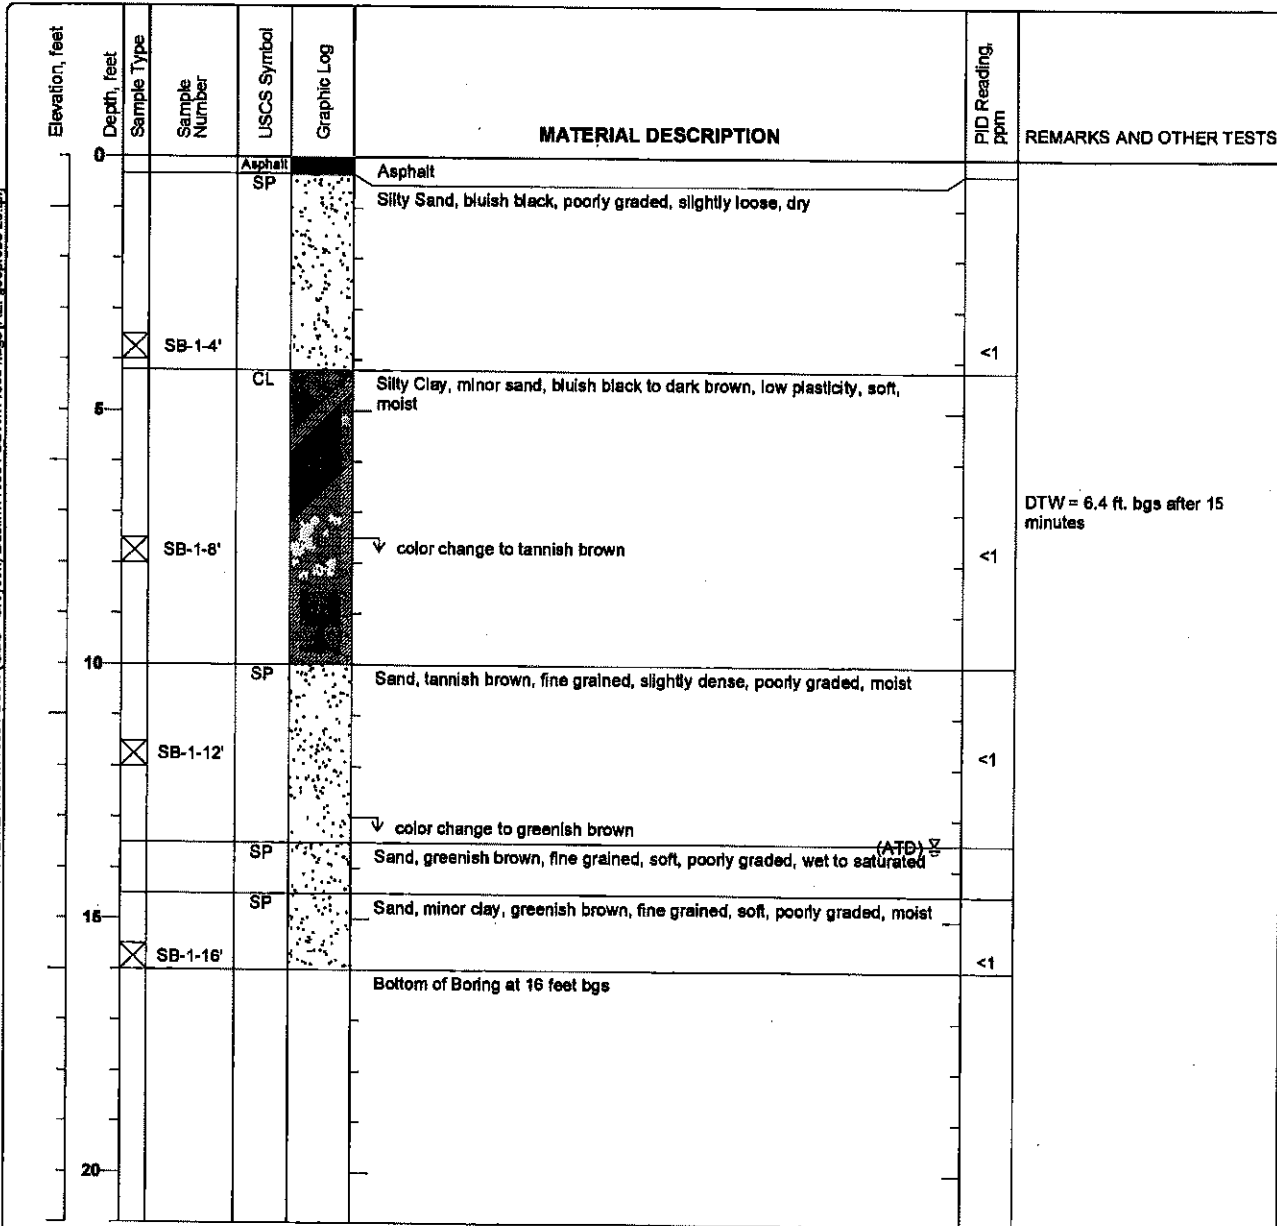 Elevation, feet
Depth, feet
Sample Type
Sample
Number
USCS Symbol
Graphic Log
MATERIAL DESCRIPTION
PID Reading,
ppm
REMARKS AND OTHER TESTS
0
Asphalt
Asphalt
SP
Silty Sand, bluish black, poorly graded, slightly loose, dry
SB-1-4'
<1
CL
Silty Clay, minor sand, bluish black to dark brown, low plasticity, soft,
moist
5
DTW = 6.4 ft. bgs after 15
minutes
SB-1-8'
color change to tannish brown
<1
10
SP
Sand, tannish brown, fine grained, slightly dense, poorly graded, moist
SB-1-12'
<1
color change to greenish brown
(ATD)
SP
Sand, greenish brown, fine grained, soft, poorly graded, wet to saturated
SP
Sand, minor clay, greenish brown, fine grained, soft, poorly graded, moist
15
SB-1-16'
<1
Bottom of Boring at 16 feet bgs
20